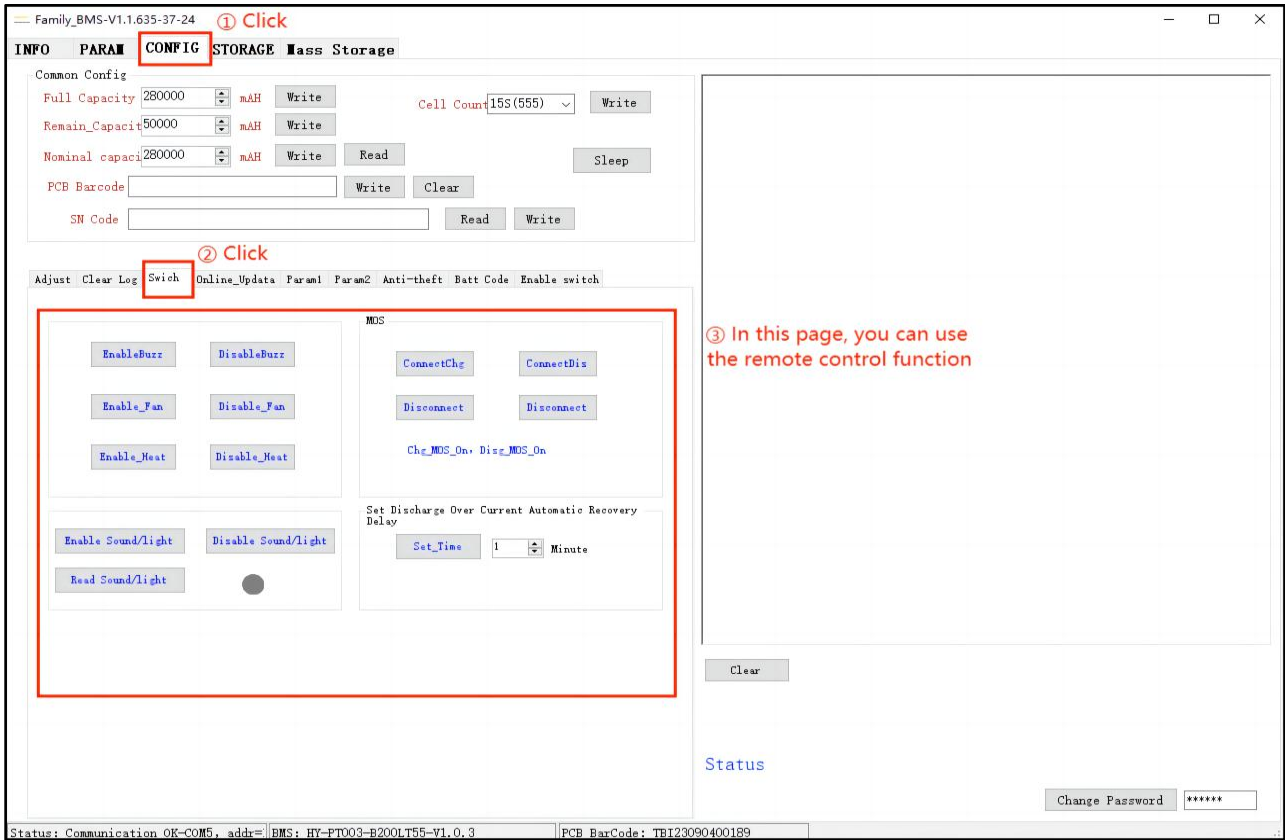 Family_BMS-V1.1.635-37-24
① Click
INFO PARAM CONFIG STORAGE Mass Storage
Common Config
Full Capacity 280000 mAH Write
Cell Count 15S(555) Write
Remain_Capacit 50000 mAH Write
Nominal capaci 280000 mAH Write Read
Sleep
PCB Barcode Write Clear
SN Code Read Write
② Click
Adjust Clear Log Swich Online_Updata Param1 Param2 Anti-theft Batt Code Enable switch
EnableBuzz DisableBuzz
Enable_Fan Disable_Fan
Enable_Heat Disable_Heat
MOS
ConnectChg ConnectDis
Disconnect Disconnect
Chg_MOS_On, Disg_MOS_On
③ In this page, you can use
the remote control function
Enable Sound/light Disable Sound/light
Read Sound/light
Set Discharge Over Current Automatic Recovery
Delay
Set_Time 1 Minute
Clear
Status
Change Password ******
Status: Communication OK-COM5, addr= BMS: HY-PT003-B200LT55-V1.0.3 PCB BarCode: TBI23090400189